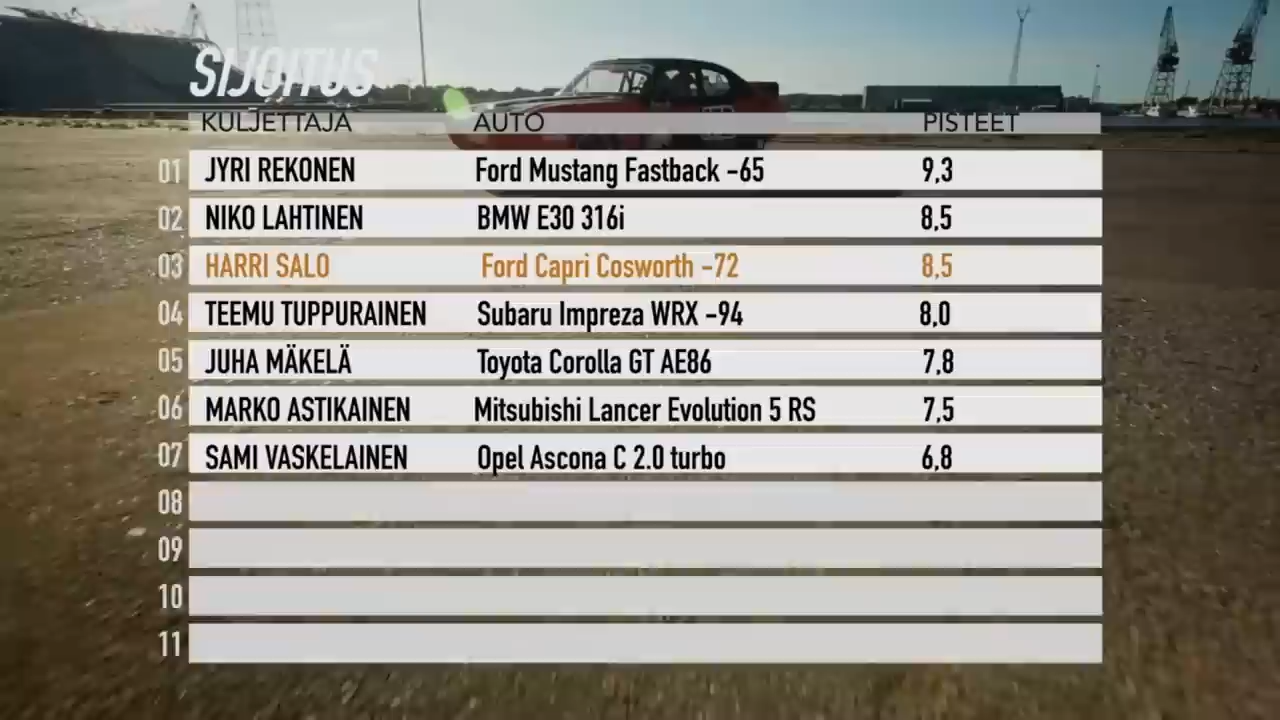 SIJOITUS
KULJETTAJA AUTO PISTEET
01 JYRI REKONEN Ford Mustang Fastback -65 9,3
02 NIKO LAHTINEN BMW E30 316i 8,5
03 HARRI SALO Ford Capri Cosworth -72 8,5
04 TEEMU TUPPURAINEN Subaru Impreza WRX -94 8,0
05 JUHA MÄKELÄ Toyota Corolla GT AE86 7,8
06 MARKO ASTIKAINEN Mitsubishi Lancer Evolution 5 RS 7,5
07 SAMI VASKELAINEN Opel Ascona C 2.0 turbo 6,8
08
09
10
11